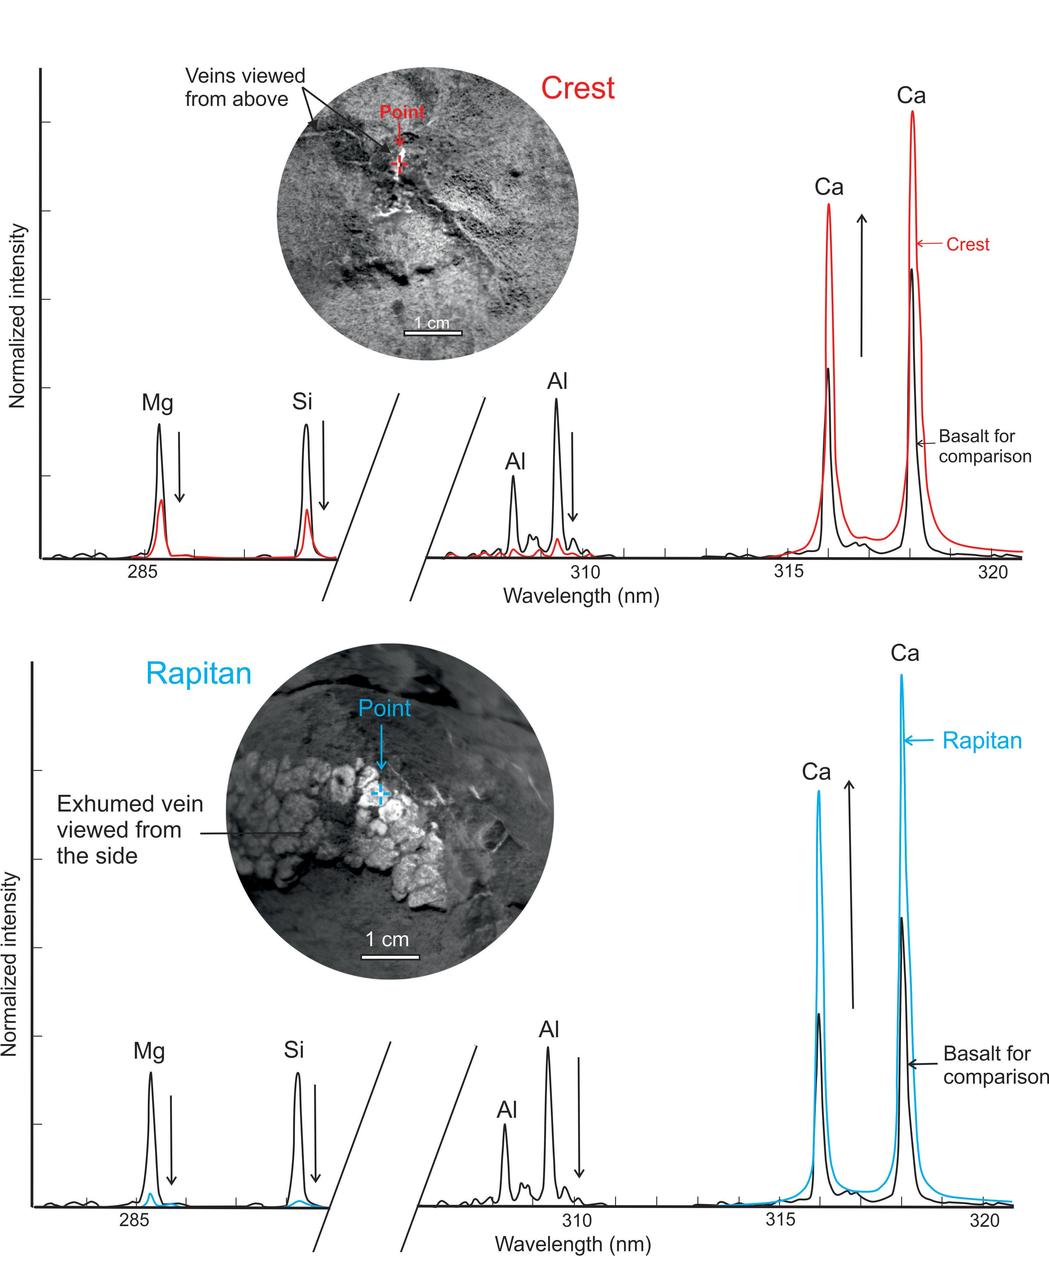 Veins viewed
from above
Point
Crest
Ca
Ca
Crest
Basalt for
comparison
Normalized intensity
1 cm
Mg
Si
Al
Al
285
310
315
320
Wavelength (nm)
Rapitan
Point
Ca
Ca
Rapitan
Exhumed vein
viewed from
the side
Normalized intensity
1 cm
Basalt for
comparison
Mg
Si
Al
Al
285
310
315
320
Wavelength (nm)